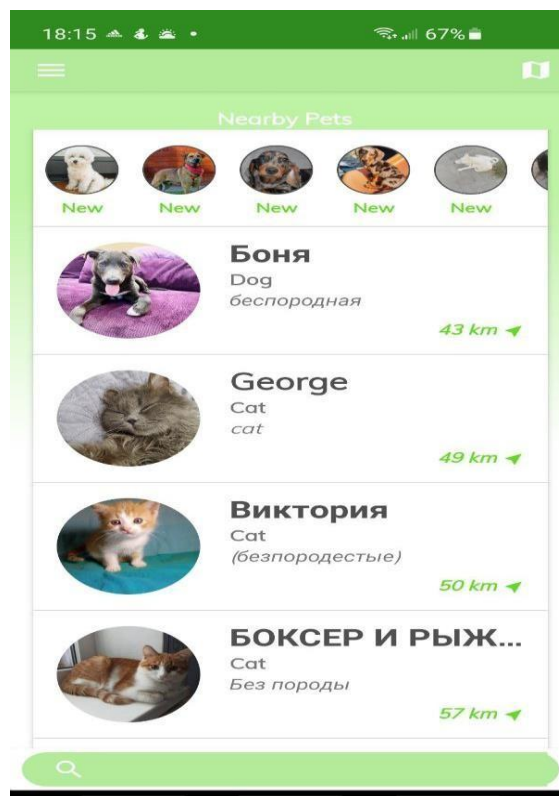 18:15
67%
Nearby Pets
New New New New New
Боня
Dog
беспородная
43 km
George
Cat
cat
49 km
Виктория
Cat
(безпородестые)
50 km
БОКСЕР И РЫЖ...
Cat
Без породы
57 km